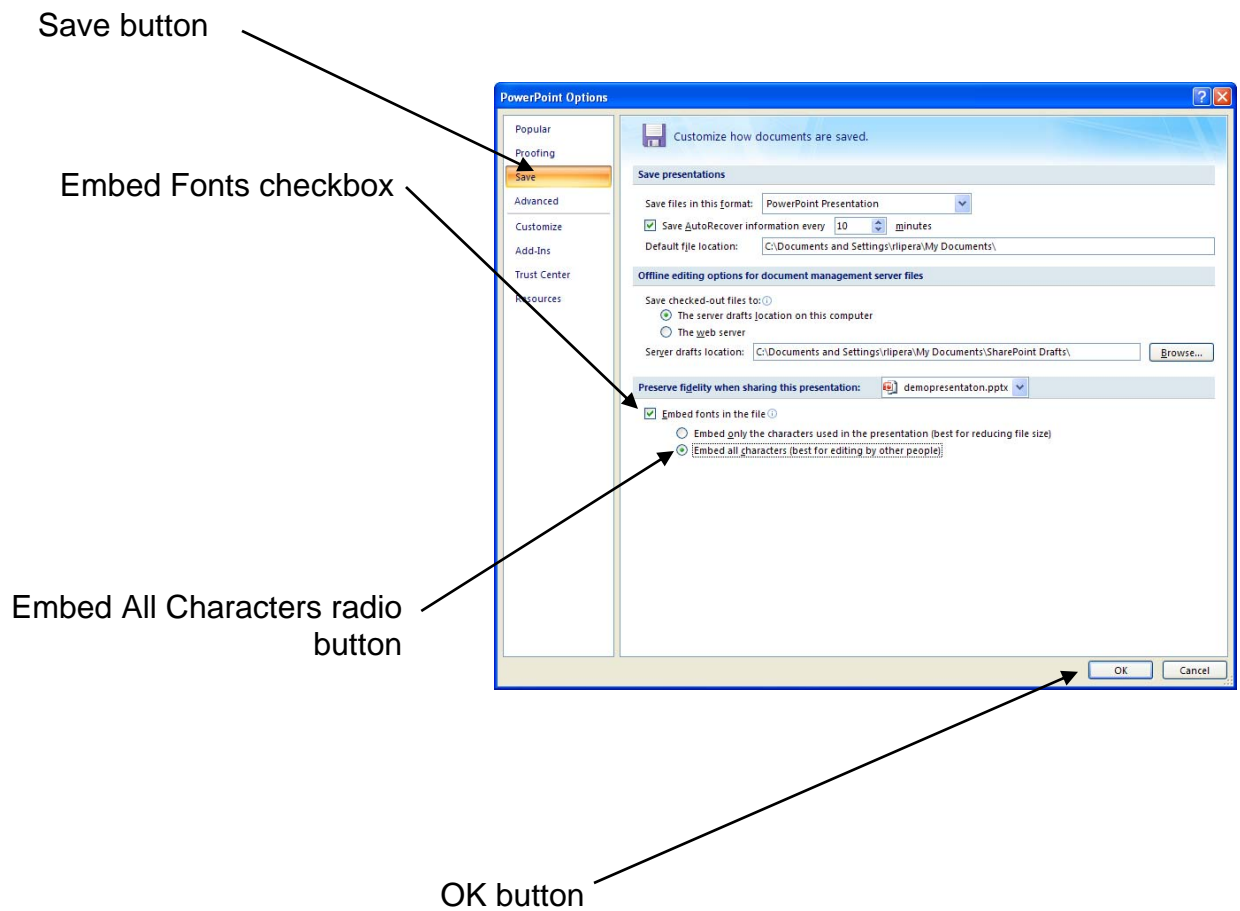 Save button
PowerPoint Options
Popular
Proofing
Save
Advanced
Customize
Add-Ins
Trust Center
Resources
Customize how documents are saved.
Save presentations
Save files in this format: PowerPoint Presentation
Save AutoRecover information every 10 minutes
Default file location: C:\Documents and Settings\rlipera\My Documents\
Offline editing options for document management server files
Save checked-out files to:
The server drafts location on this computer
The web server
Server drafts location: C:\Documents and Settings\rlipera\My Documents\SharePoint Drafts\ Browse...
Preserve fidelity when sharing this presentation: demopresentaton.pptx
Embed fonts in the file
Embed only the characters used in the presentation (best for reducing file size)
Embed all characters (best for editing by other people)
OK Cancel
Embed Fonts checkbox
Embed All Characters radio
button
OK button